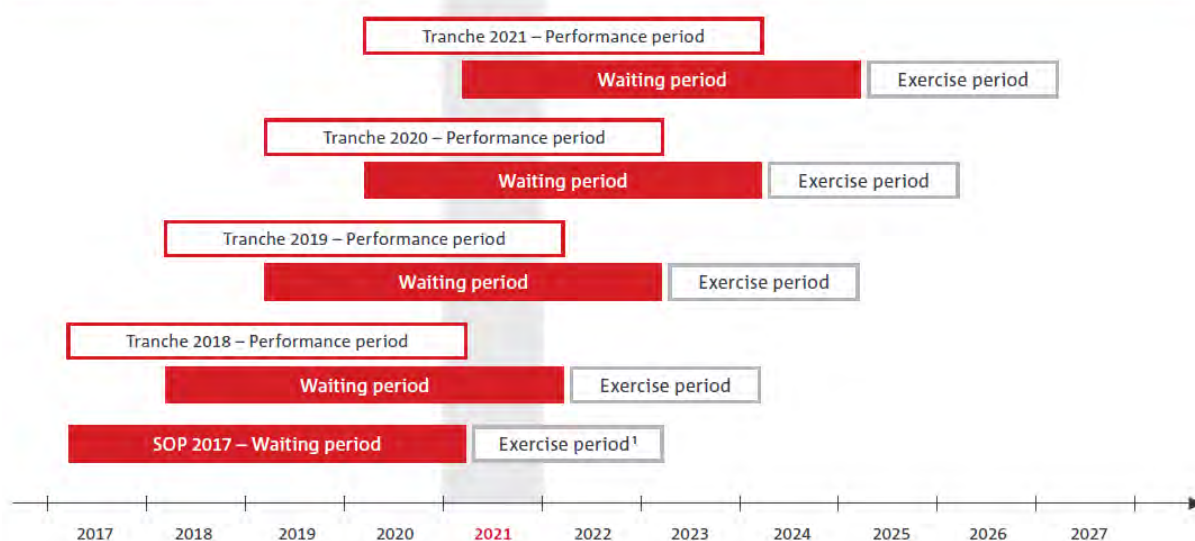 Tranche 2021 – Performance period
Waiting period
Exercise period
Tranche 2020 – Performance period
Waiting period
Exercise period
Tranche 2019 – Performance period
Waiting period
Exercise period
Tranche 2018 – Performance period
Waiting period
Exercise period
SOP 2017 – Waiting period
Exercise period¹
2017 2018 2019 2020 2021 2022 2023 2024 2025 2026 2027